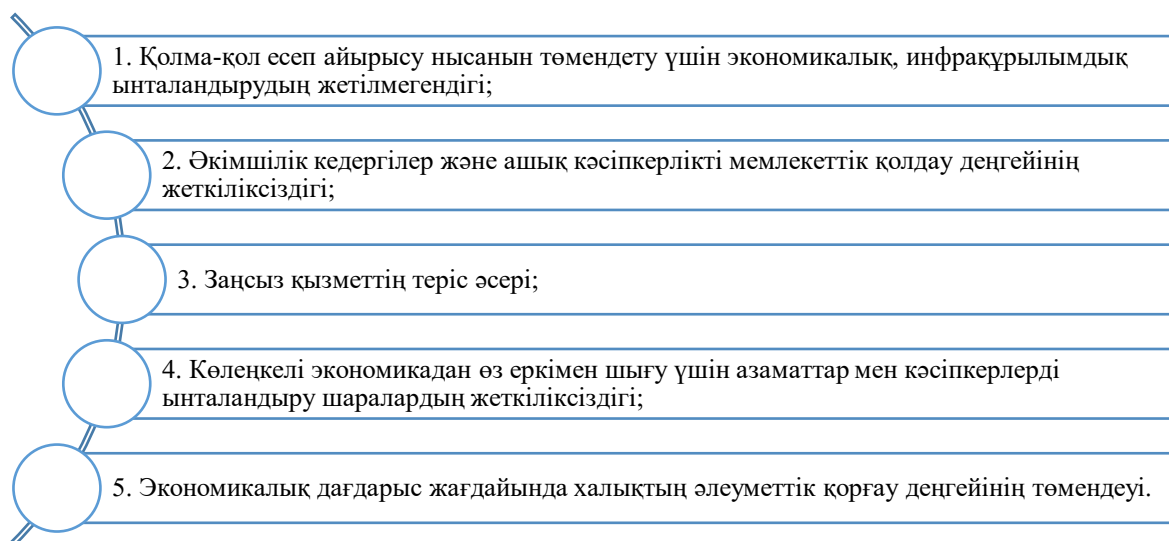 1. Қолма-қол есеп айырысу нысанын төмендету үшін экономикалық, инфрақұрылымдық
ынталандырудың жетілмегендігі;
2. Әкімшілік кедергілер және ашық кәсіпкерлікті мемлекеттік қолдау деңгейінің
жеткіліксіздігі;
3. Заңсыз қызметтің теріс әсері;
4. Көлеңкелі экономикадан өз еркімен шығу үшін азаматтар мен кәсіпкерлерді
ынталандыру шаралардың жеткіліксіздігі;
5. Экономикалық дағдарыс жағдайында халықтың әлеуметтік қорғау деңгейінің төмендеуі.